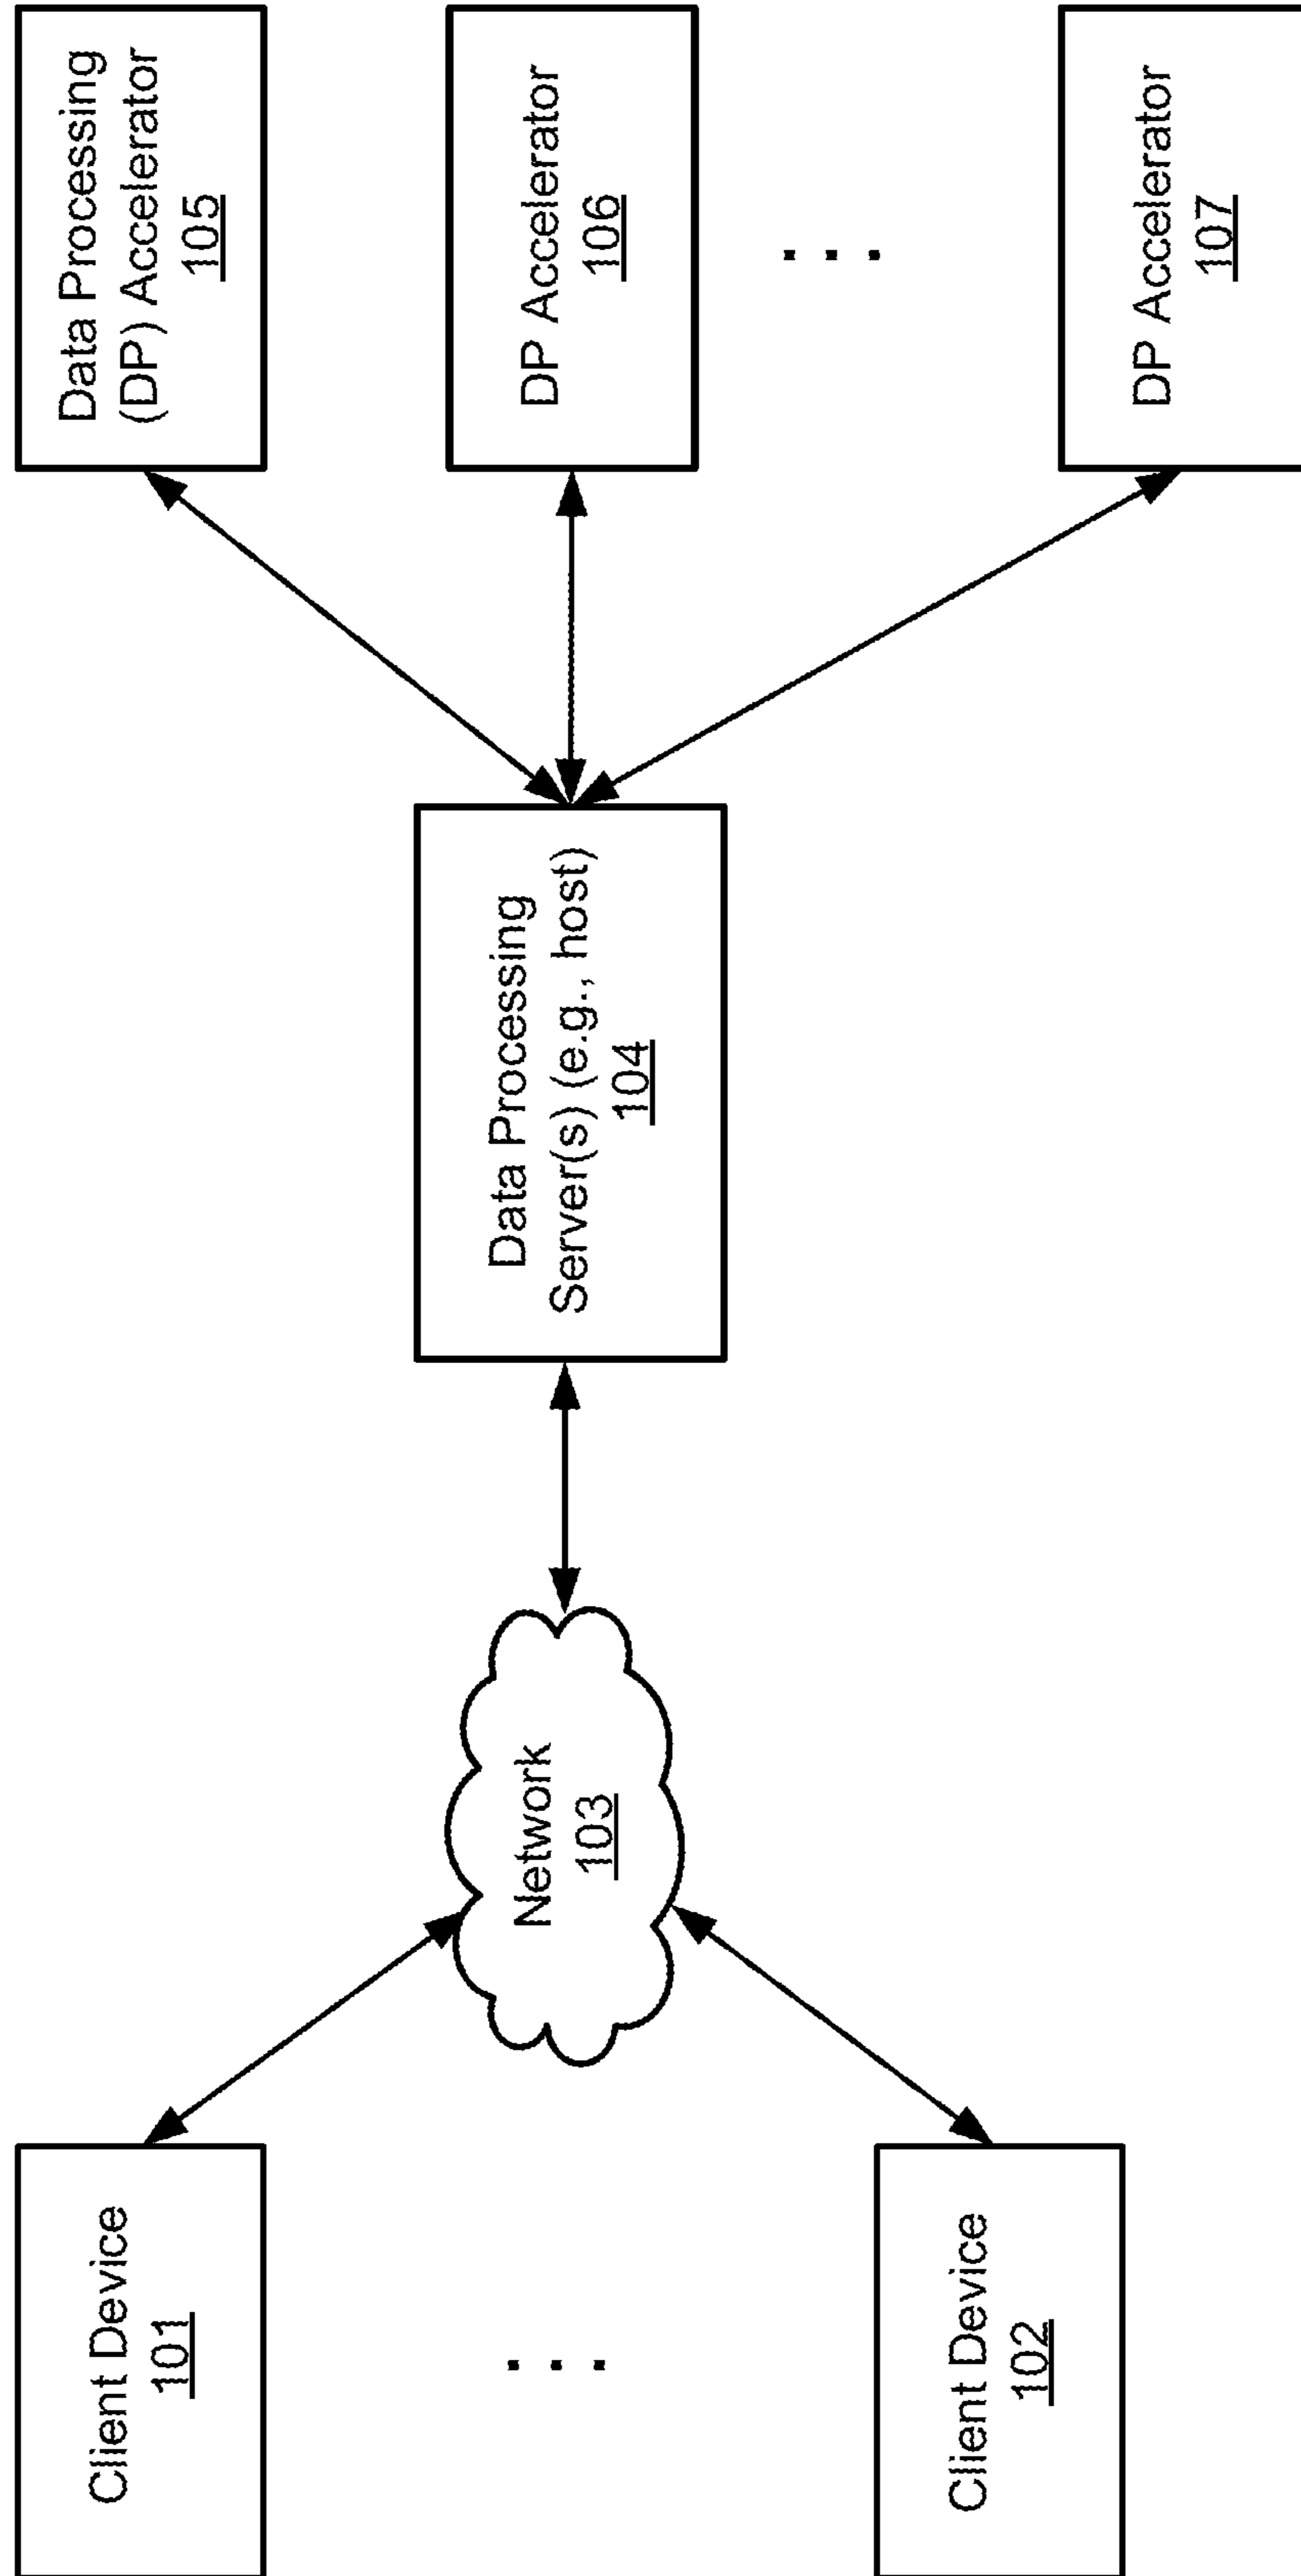 Client Device
101
Client Device
102
Network
103
Data Processing
Server(s) (e.g., host)
104
Data Processing
(DP) Accelerator
105
DP Accelerator
106
DP Accelerator
107